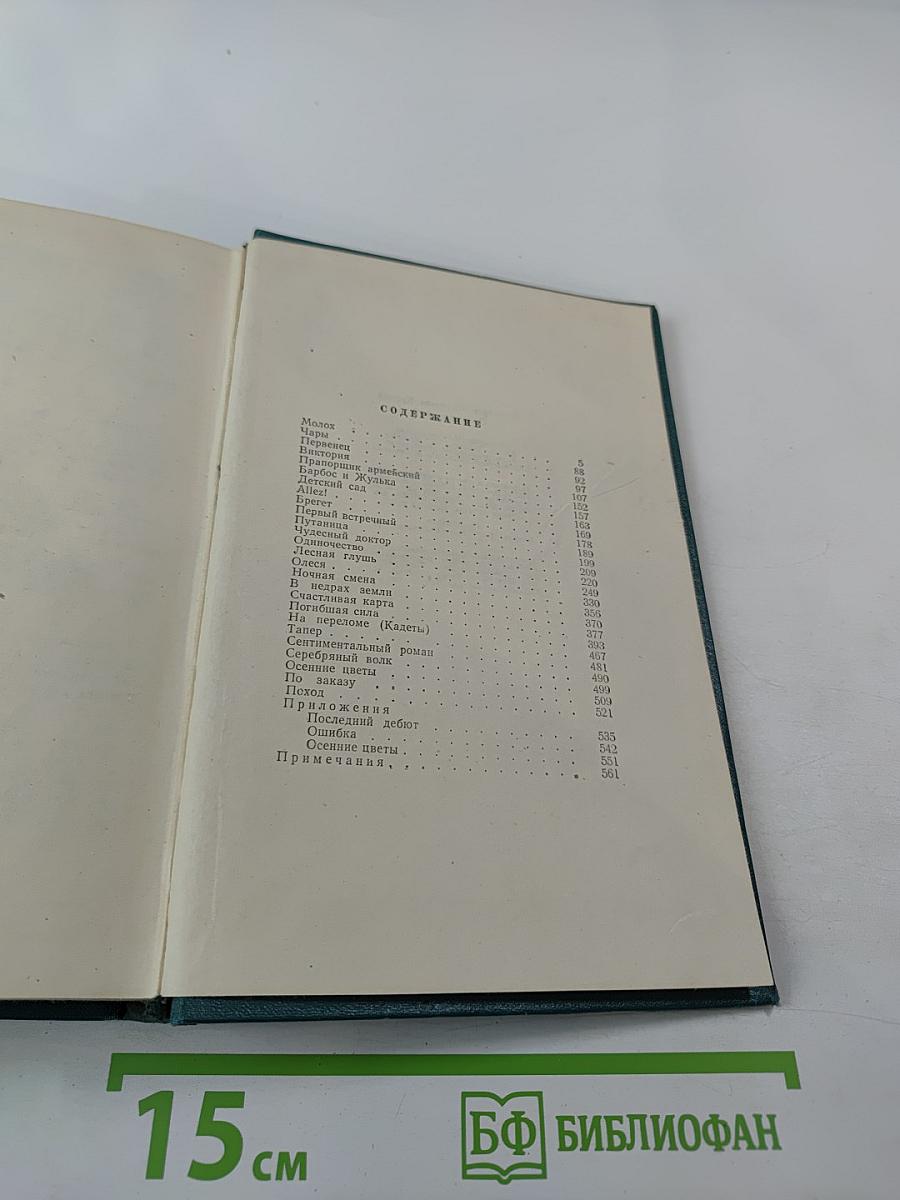 СОДЕРЖАНИЕ
Молох 5
Чары 88
Первенец 92
Виктория 97
Прапорщик армейский 107
Барбос и Жулька 152
Детский сад 157
Allez! 163
Брегет 169
Первый встречный 178
Путаница 189
Чудесный доктор 199
Одиночество 209
Лесная глушь 220
Олеся 249
Ночная смена 330
В недрах земли 356
Счастливая карта 370
Погибшая сила 377
На переломе (Кадеты) 393
Тапер 467
Сентиментальный роман 481
Серебряный волк 490
Осенние цветы 499
По заказу 509
Поход 521
Приложения
Последний дебют 535
Ошибка 542
Осенние цветы 551
Примечания 561
15 см
БФ БИБЛИОФАН